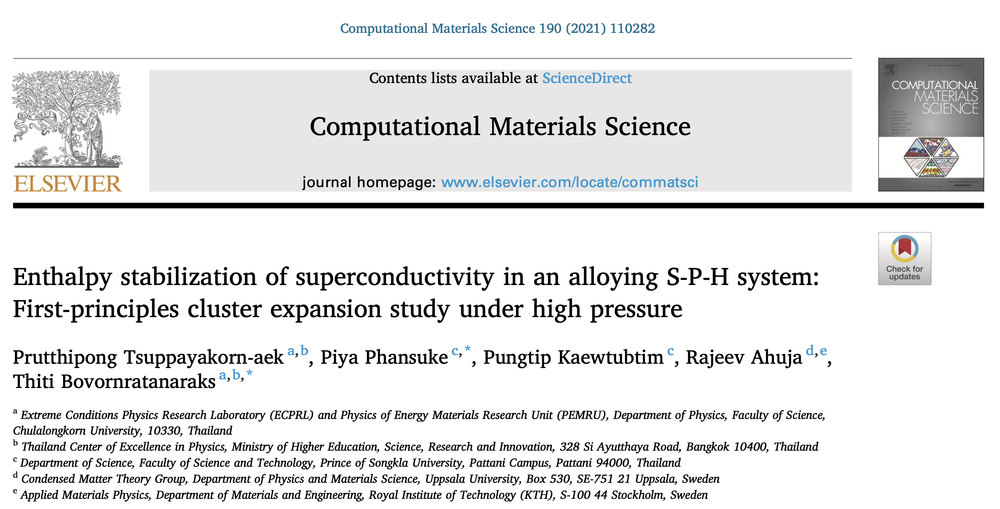 Computational Materials Science 190 (2021) 110282
Contents lists available at ScienceDirect
Computational Materials Science
journal homepage: www.elsevier.com/locate/commatsci
NON SOLUS
ELSEVIER
COMPUTATIONAL
MATERIALS
SCIENCE
ScienceDirect
Check for
updates
Enthalpy stabilization of superconductivity in an alloying S-P-H system:
First-principles cluster expansion study under high pressure
Prutthipong Tsuppayakorn-aek a,b, Piya Phansuke c,*, Pungtip Kaewtubtim c, Rajeev Ahuja d,e,
Thiti Bovornratanaraks a,b,*
a Extreme Conditions Physics Research Laboratory (ECPRL) and Physics of Energy Materials Research Unit (PEMRU), Department of Physics, Faculty of Science,
Chulalongkorn University, 10330, Thailand
b Thailand Center of Excellence in Physics, Ministry of Higher Education, Science, Research and Innovation, 328 Si Ayutthaya Road, Bangkok 10400, Thailand
c Department of Science, Faculty of Science and Technology, Prince of Songkla University, Pattani Campus, Pattani 94000, Thailand
d Condensed Matter Theory Group, Department of Physics and Materials Science, Uppsala University, Box 530, SE-751 21 Uppsala, Sweden
e Applied Materials Physics, Department of Materials and Engineering, Royal Institute of Technology (KTH), S-100 44 Stockholm, Sweden